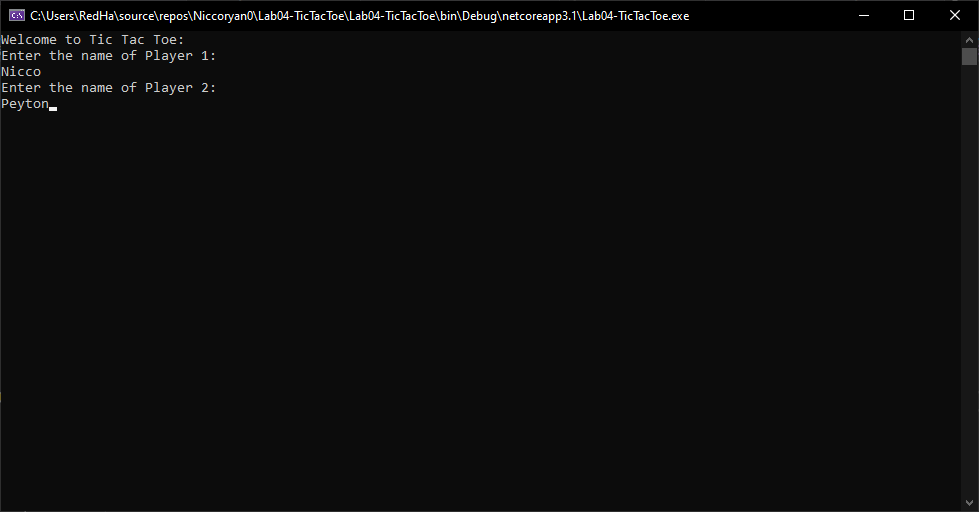 C:\Users\RedHa\source\repos\Niccoryan0\Lab04-TicTacToe\Lab04-TicTacToe\bin\Debug\netcoreapp3.1\Lab04-TicTacToe.exe
Welcome to Tic Tac Toe:
Enter the name of Player 1:
Nicco
Enter the name of Player 2:
Peyton